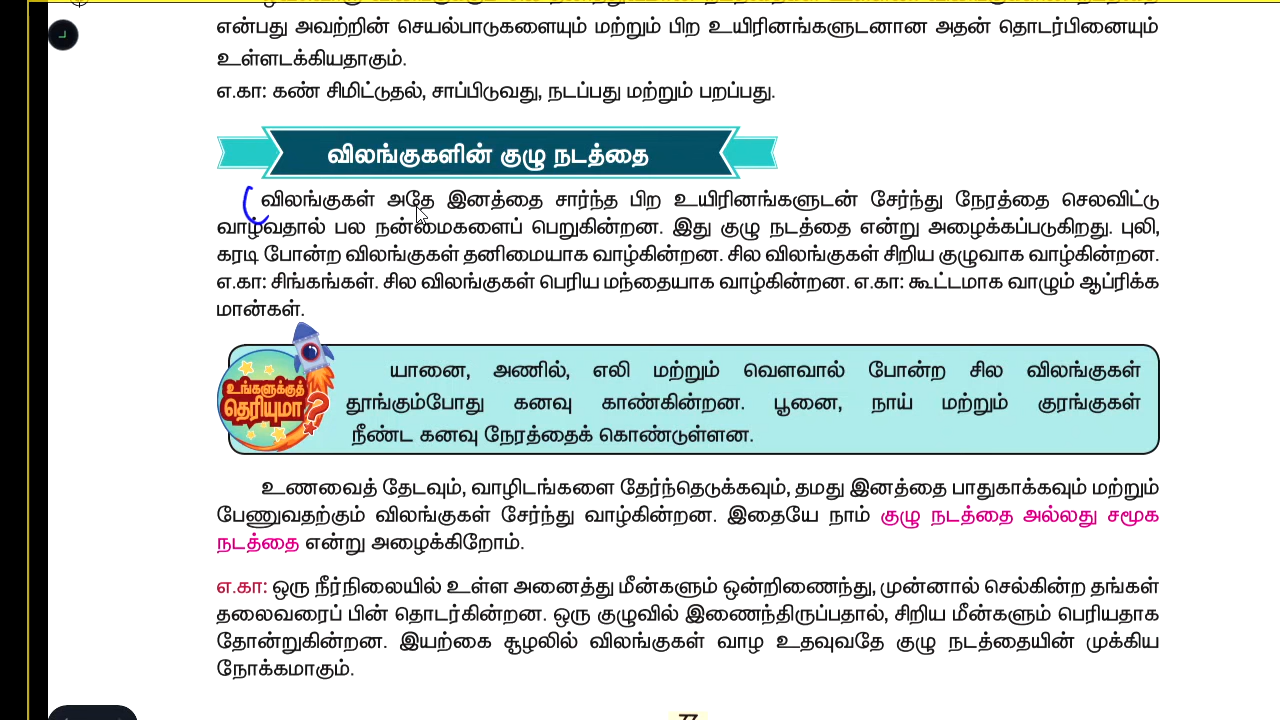 என்பது அவற்றின் செயல்பாடுகளையும் மற்றும் பிற உயிரினங்களுடனான அதன் தொடர்பினையும்
உள்ளடக்கியதாகும்.
எ.கா: கண் சிமிட்டுதல், சாப்பிடுவது, நடப்பது மற்றும் பறப்பது.
விலங்குகளின் குழு நடத்தை
விலங்குகள் அதே இனத்தை சார்ந்த பிற உயிரினங்களுடன் சேர்ந்து நேரத்தை செலவிட்டு
வாழ்வதால் பல நன்மைகளைப் பெறுகின்றன. இது குழு நடத்தை என்று அழைக்கப்படுகிறது. புலி,
கரடி போன்ற விலங்குகள் தனிமையாக வாழ்கின்றன. சில விலங்குகள் சிறிய குழுவாக வாழ்கின்றன.
எ.கா: சிங்கங்கள். சில விலங்குகள் பெரிய மந்தையாக வாழ்கின்றன. எ.கா: கூட்டமாக வாழும் ஆப்ரிக்க
மான்கள்.
உங்களுக்குத்
தெரியுமா?
யானை, அணில், எலி மற்றும் வௌவால் போன்ற சில விலங்குகள்
தூங்கும்போது கனவு காண்கின்றன. பூனை, நாய் மற்றும் குரங்குகள்
நீண்ட கனவு நேரத்தைக் கொண்டுள்ளன.
உணவைத் தேடவும், வாழிடங்களை தேர்ந்தெடுக்கவும், தமது இனத்தை பாதுகாக்கவும் மற்றும்
பேணுவதற்கும் விலங்குகள் சேர்ந்து வாழ்கின்றன. இதையே நாம் குழு நடத்தை அல்லது சமூக
நடத்தை என்று அழைக்கிறோம்.
எ.கா: ஒரு நீர்நிலையில் உள்ள அனைத்து மீன்களும் ஒன்றிணைந்து, முன்னால் செல்கின்ற தங்கள்
தலைவரைப் பின் தொடர்கின்றன. ஒரு குழுவில் இணைந்திருப்பதால், சிறிய மீன்களும் பெரியதாக
தோன்றுகின்றன. இயற்கை சூழலில் விலங்குகள் வாழ உதவுவதே குழு நடத்தையின் முக்கிய
நோக்கமாகும்.
77